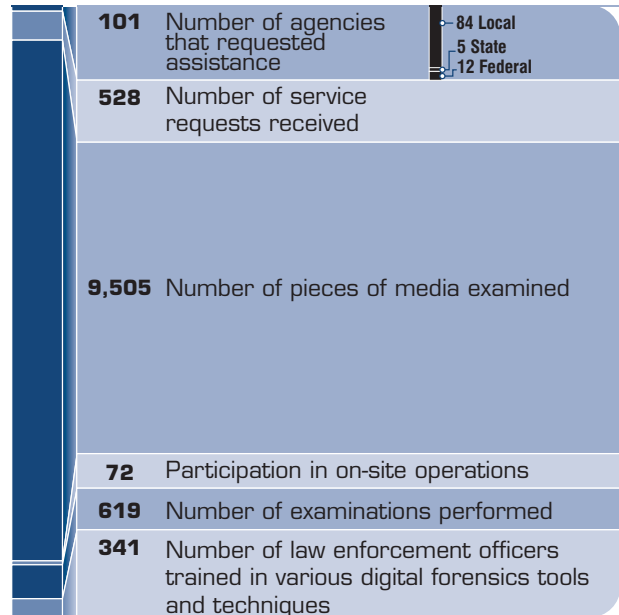 101 Number of agencies
that requested
assistance
84 Local
5 State
12 Federal
528 Number of service
requests received
9,505 Number of pieces of media examined
72 Participation in on-site operations
619 Number of examinations performed
341 Number of law enforcement officers
trained in various digital forensics tools
and techniques